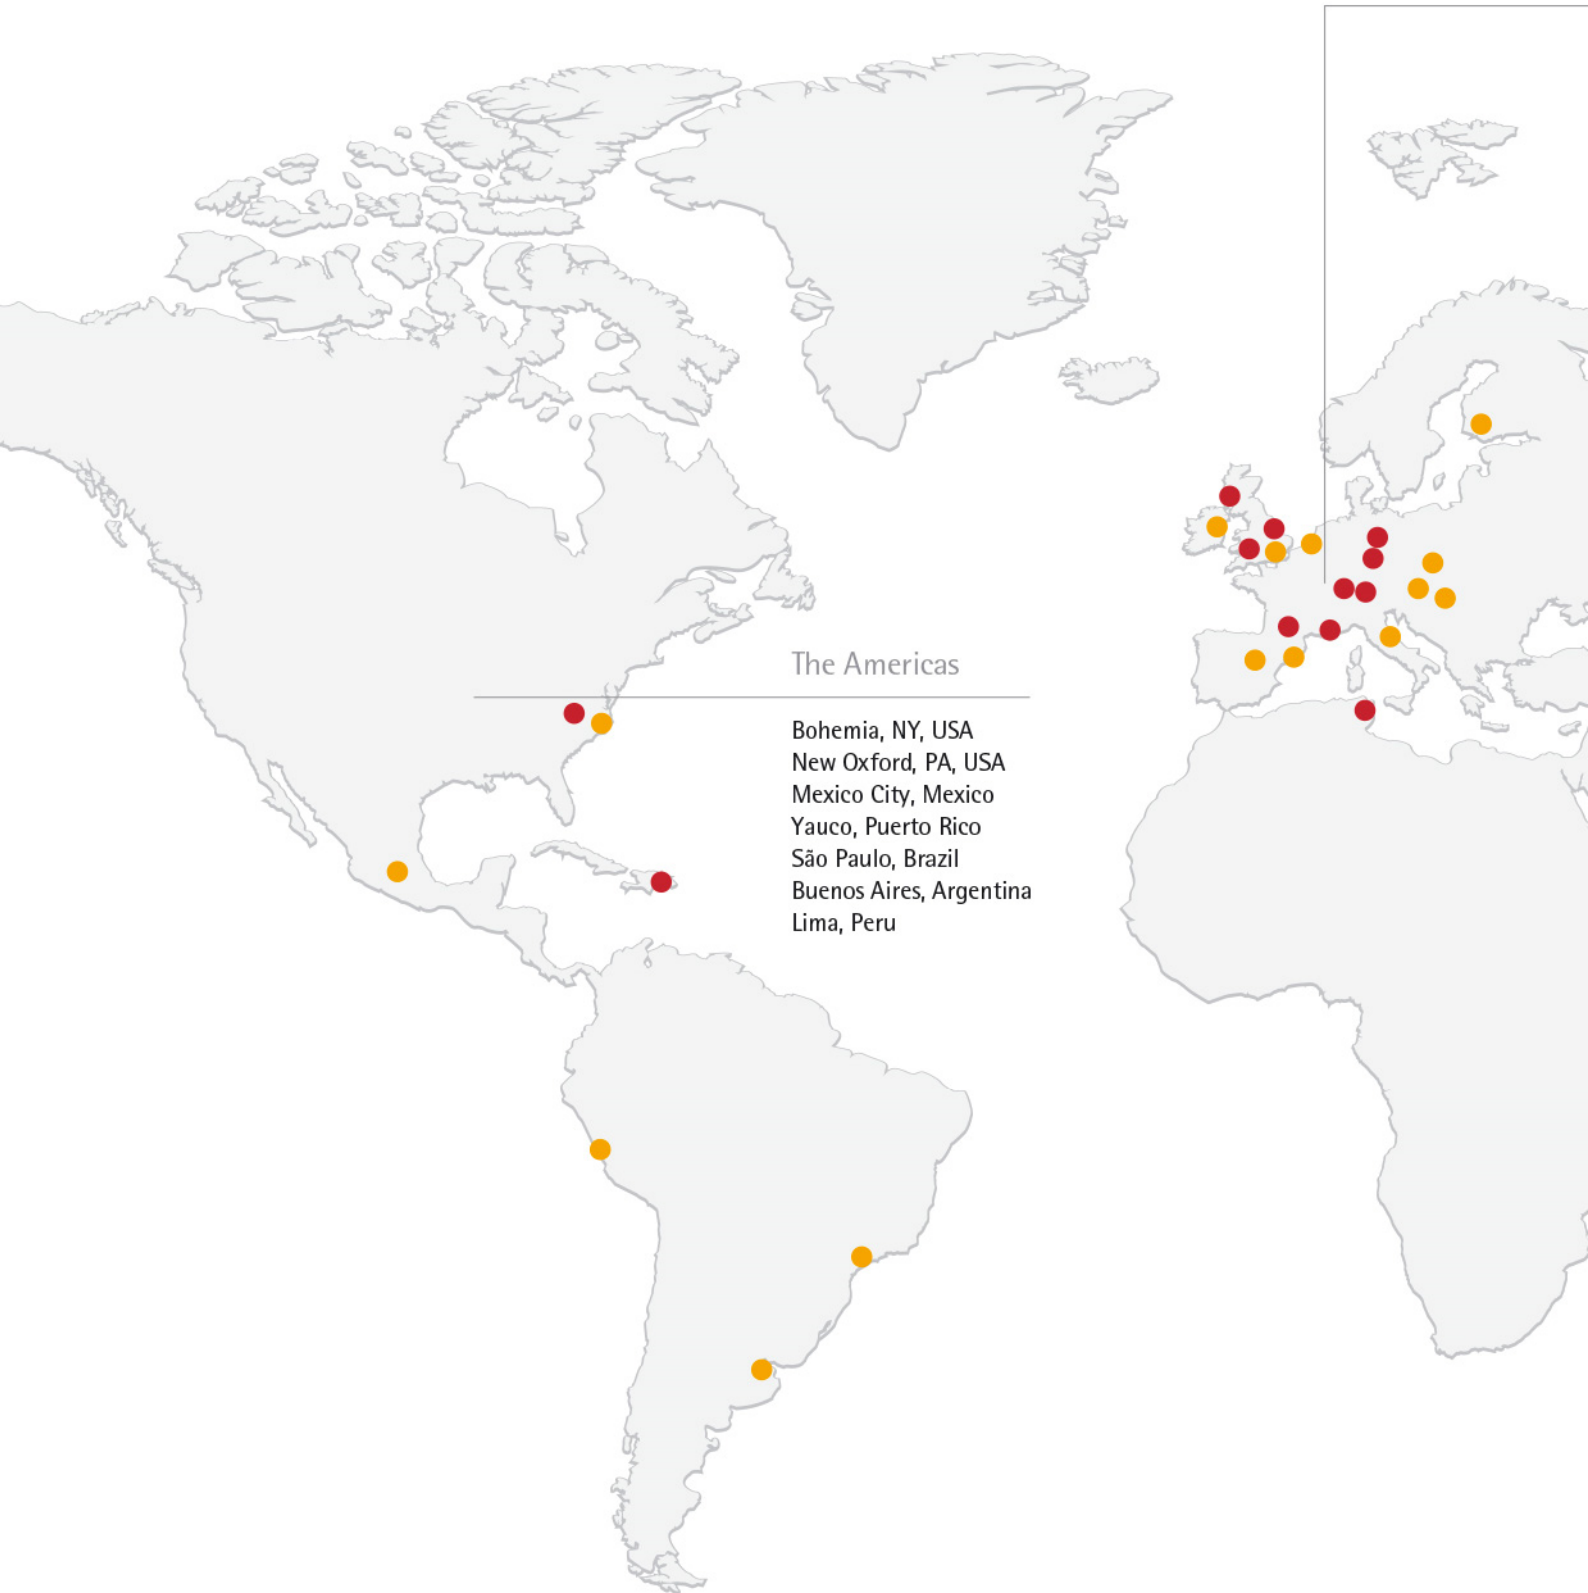 The Americas
Bohemia, NY, USA
New Oxford, PA, USA
Mexico City, Mexico
Yauco, Puerto Rico
São Paulo, Brazil
Buenos Aires, Argentina
Lima, Peru